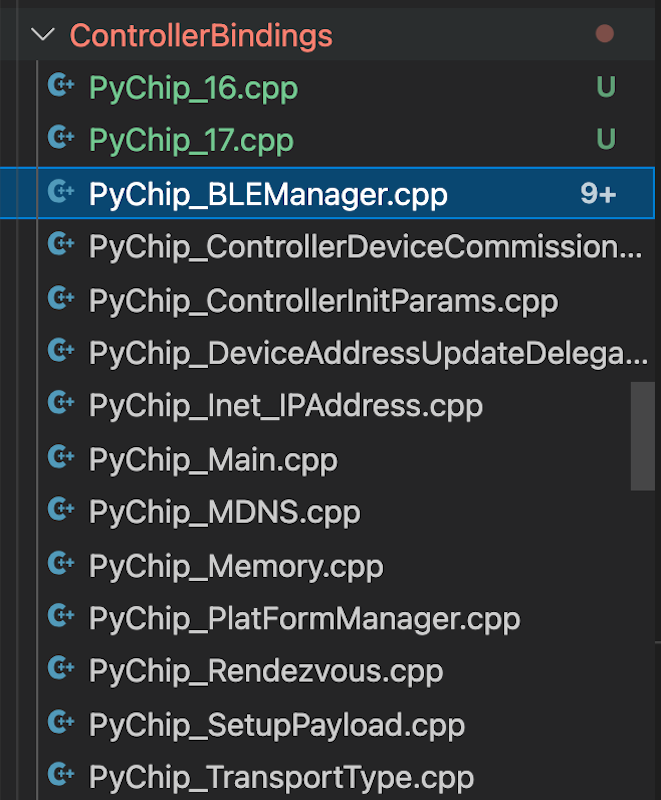 ControllerBindings
PyChip_16.cpp U
PyChip_17.cpp U
PyChip_BLEManager.cpp 9+
PyChip_ControllerDeviceCommission...
PyChip_ControllerInitParams.cpp
PyChip_DeviceAddressUpdateDelega...
PyChip_Inet_IPAddress.cpp
PyChip_Main.cpp
PyChip_MDNS.cpp
PyChip_Memory.cpp
PyChip_PlatFormManager.cpp
PyChip_Rendezvous.cpp
PyChip_SetupPayload.cpp
PyChip_TransportType.cpp